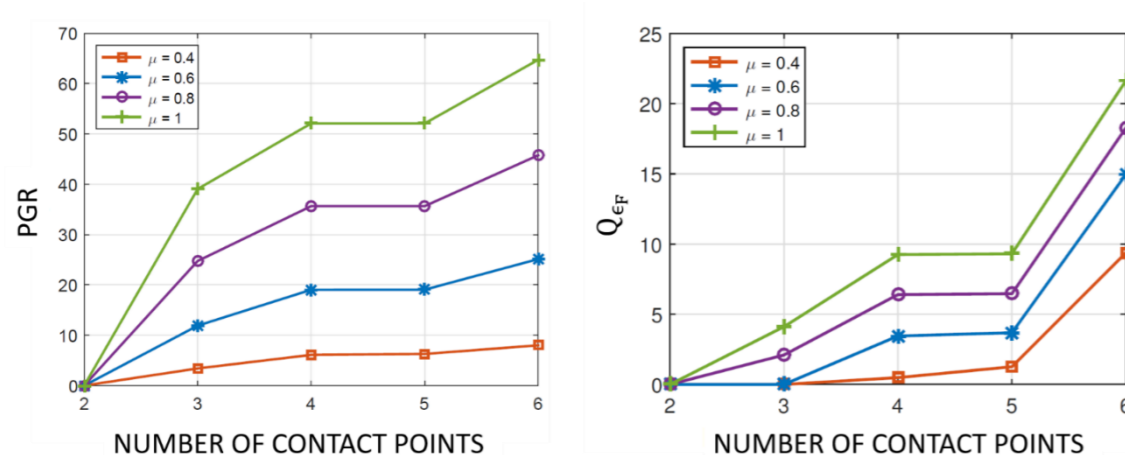 70
60
50
40
30
20
10
0
2 3 4 5 6
μ = 0.4
μ = 0.6
μ = 0.8
μ = 1
PGR
NUMBER OF CONTACT POINTS
25
20
15
10
5
0
2 3 4 5 6
μ = 0.4
μ = 0.6
μ = 0.8
μ = 1
Q_{ϵ_F}
NUMBER OF CONTACT POINTS